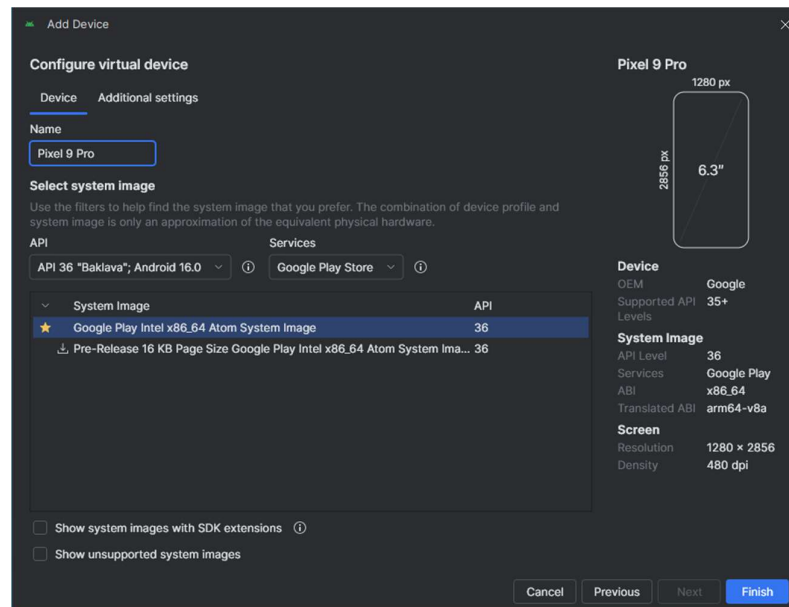 Add Device
Configure virtual device
Device Additional settings
Name
Pixel 9 Pro
Select system image
Use the filters to help find the system image that you prefer. The combination of device profile and
system image is only an approximation of the equivalent physical hardware.
API Services
API 36 "Baklava"; Android 16.0 Google Play Store
System Image API
Google Play Intel x86_64 Atom System Image 36
Pre-Release 16 KB Page Size Google Play Intel x86_64 Atom System Ima... 36
Show system images with SDK extensions
Show unsupported system images
Pixel 9 Pro
1280 px
2856 px
6.3"
Device
OEM Google
Supported API 35+
Levels
System Image
API Level 36
Services Google Play
ABI x86_64
Translated ABI arm64-v8a
Screen
Resolution 1280 × 2856
Density 480 dpi
Cancel Previous Next Finish